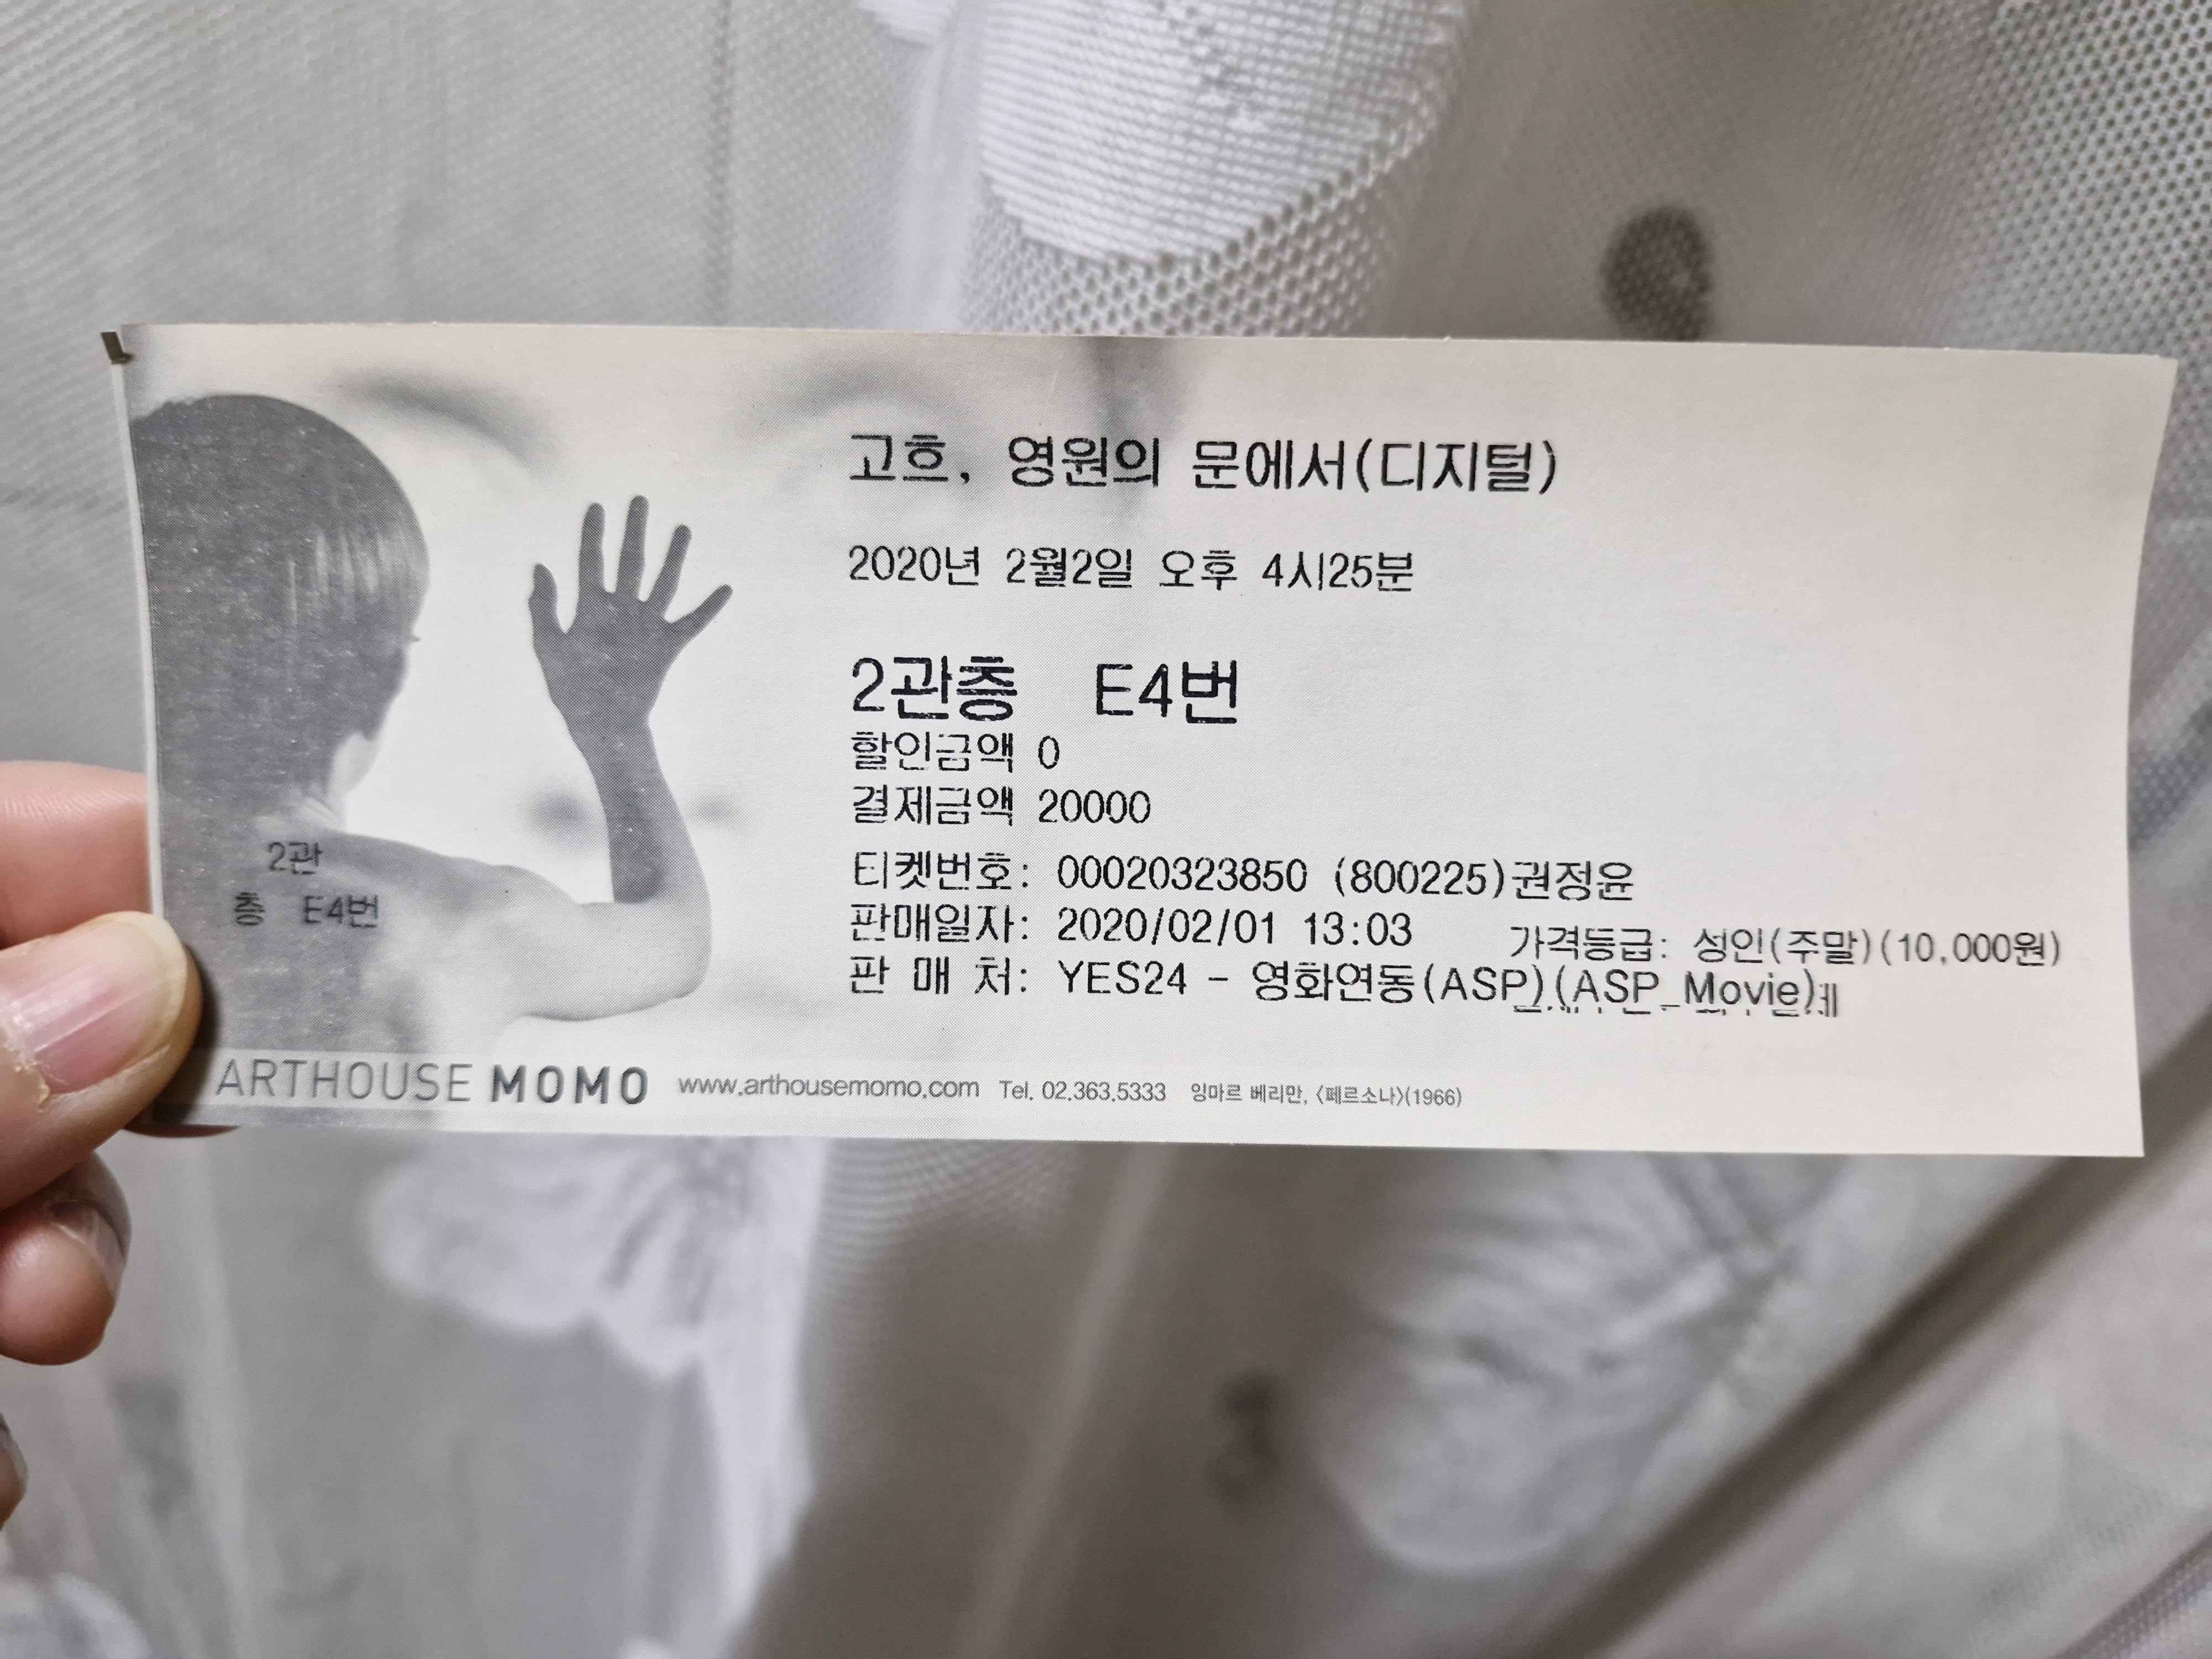 고흐, 영원의 문에서(디지털)
2020년 2월2일 오후 4시25분
2관층 E4번
할인금액 0
결제금액 20000
티켓번호: 00020323850 (800225)권정윤
판매일자: 2020/02/01 13:03
가격등급: 성인(주말)(10,000원)
판 매 처: YES24 - 영화연동(ASP)(ASP_Movie)
2관
층 E4번
ARTHOUSE MOMO www.arthousemomo.com Tel. 02.363.5333 잉마르 베리만, 〈페르소나〉(1966)